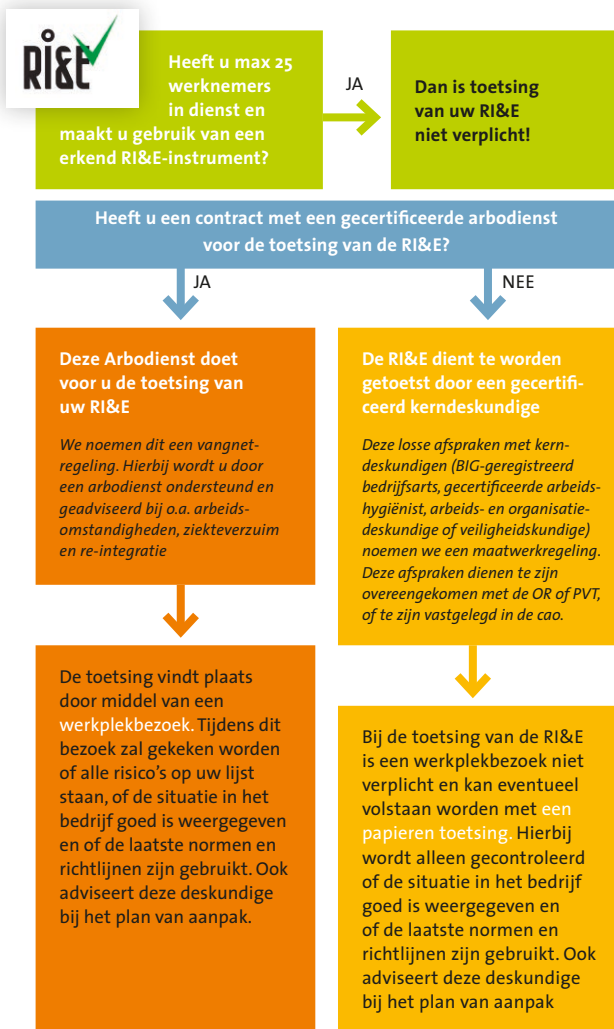 RI&E
Heeft u max 25
werknemers
in dienst en
maakt u gebruik van een
erkend RI&E-instrument?
JA
Dan is toetsing
van uw RI&E
niet verplicht!
Heeft u een contract met een gecertificeerde arbodienst
voor de toetsing van de RI&E?
JA
NEE
Deze Arbodienst doet
voor u de toetsing van
uw RI&E
We noemen dit een vangnet-
regeling. Hierbij wordt u door
een arbodienst ondersteund en
geadviseerd bij o.a. arbeids-
omstandigheden, ziekteverzuim
en re-integratie
De toetsing vindt plaats
door middel van een
werkplekbezoek. Tijdens dit
bezoek zal gekeken worden
of alle risico’s op uw lijst
staan, of de situatie in het
bedrijf goed is weergegeven
en of de laatste normen en
richtlijnen zijn gebruikt. Ook
adviseert deze deskundige
bij het plan van aanpak.
De RI&E dient te worden
getoetst door een gecertifi-
ceerd kerndeskundige
Deze losse afspraken met kern-
deskundigen (BIG-geregistreerd
bedrijfsarts, gecertificeerde arbeids-
hygiënist, arbeids- en organisatie-
deskundige of veiligheidskundige)
noemen we een maatwerkregeling.
Deze afspraken dienen te zijn
overeengekomen met de OR of PVT,
of te zijn vastgelegd in de cao.
Bij de toetsing van de RI&E
is een werkplekbezoek niet
verplicht en kan eventueel
volstaan worden met een
papieren toetsing. Hierbij
wordt alleen gecontroleerd
of de situatie in het bedrijf
goed is weergegeven en
of de laatste normen en
richtlijnen zijn gebruikt. Ook
adviseert deze deskundige
bij het plan van aanpak